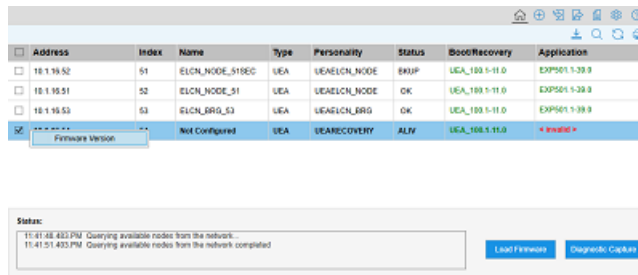 Address Index Name Type Personality Status Boot/Recovery Application
10.1.16.52 51 ELCN_NODE_51SEC UEA UEAELCN_NODE BKUP UEA_100.1-11.0 EXP501.1-39.0
10.1.16.51 52 ELCN_NODE_51 UEA UEAELCN_NODE OK UEA_100.1-11.0 EXP501.1-39.0
10.1.16.53 53 ELCN_BRG_53 UEA UEAELCN_BRG OK UEA_100.1-11.0 EXP501.1-39.0
Not Configured UEA UEARECOVERY ALIV UEA_100.1-11.0 * Invalid *
Firmware Version
Status:
11:41:48.483.PM Querying available nodes from the network...
11:41:51.403.PM Querying available nodes from the network completed
Load Firmware Diagnostic Capture